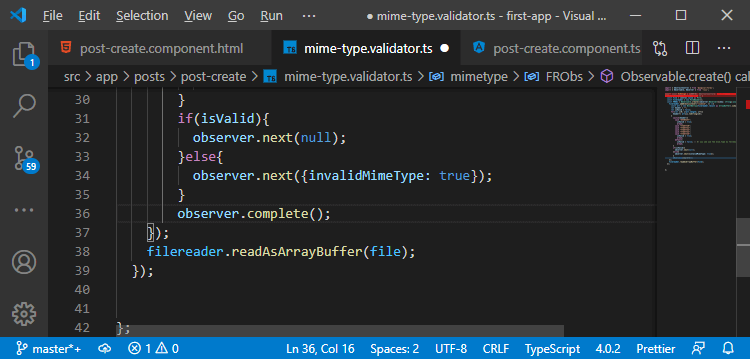 File Edit Selection View Go Run ··· ● mime-type.validator.ts - first-app - Visual ...
post-create.component.html TS mime-type.validator.ts ● post-create.component.ts ···
src > app > posts > post-create > TS mime-type.validator.ts > mimetype > FRObs > Observable.create() cal
30 }
31 if(isValid){
32 observer.next(null);
33 }else{
34 observer.next({invalidMimeType: true});
35 }
36 observer.complete();
37 });
38 filereader.readAsArrayBuffer(file);
39 });
40
41
42 };
1
59
master*+ 1 0 Ln 36, Col 16 Spaces: 2 UTF-8 CRLF TypeScript 4.0.2 Prettier